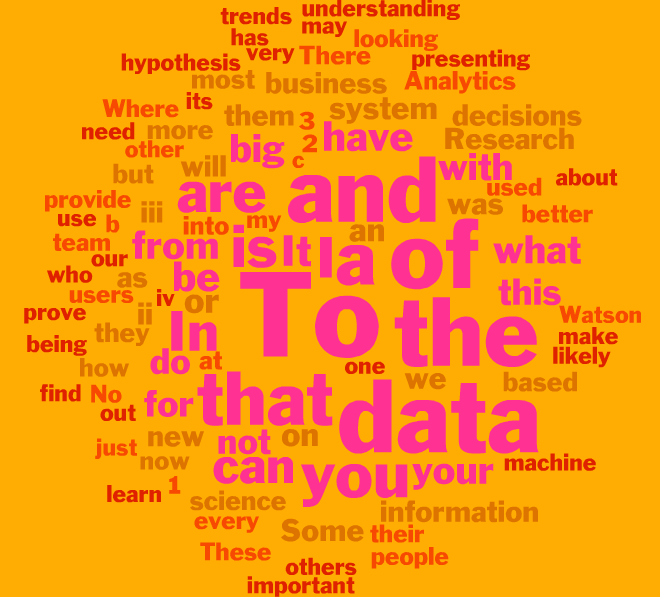 trends understanding
has may looking
hypothesis very There presenting
most business Analytics
Where its them 3 system decisions
need more big 2 have Research
other c
but will are and with used about
provide iii was better
use b into my an
team our from is It I a of what
who as be To this
users iv or
prove ii they In the Watson
being do at make
how one we based likely
find No for that data
out
just new not on
now can you your machine
learn 1
science information
every Some their
These people
others
important